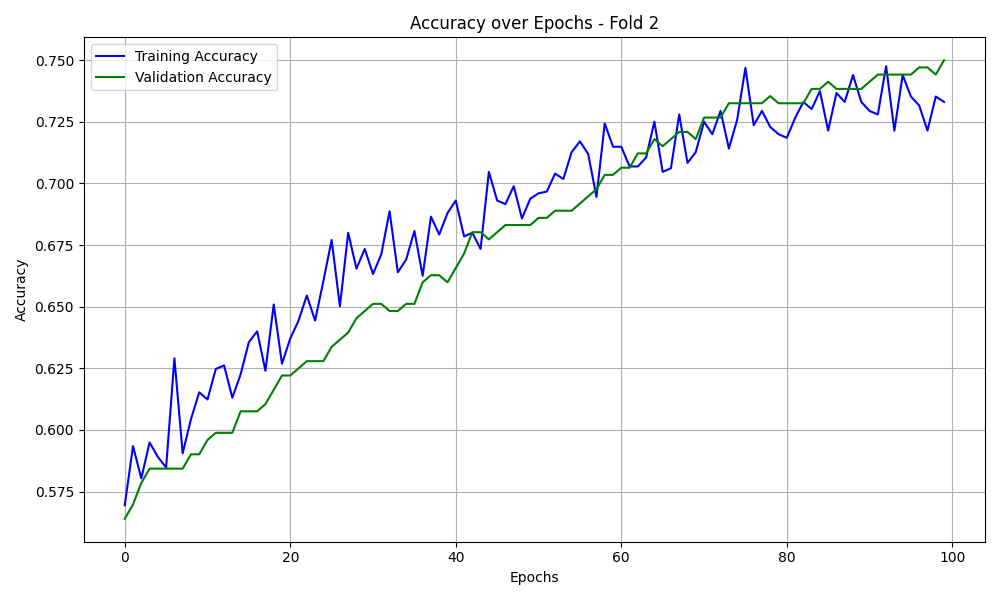 Accuracy over Epochs - Fold 2
Training Accuracy
Validation Accuracy
0.750
0.725
0.700
0.675
0.650
0.625
0.600
0.575
Accuracy
0 20 40 60 80 100
Epochs